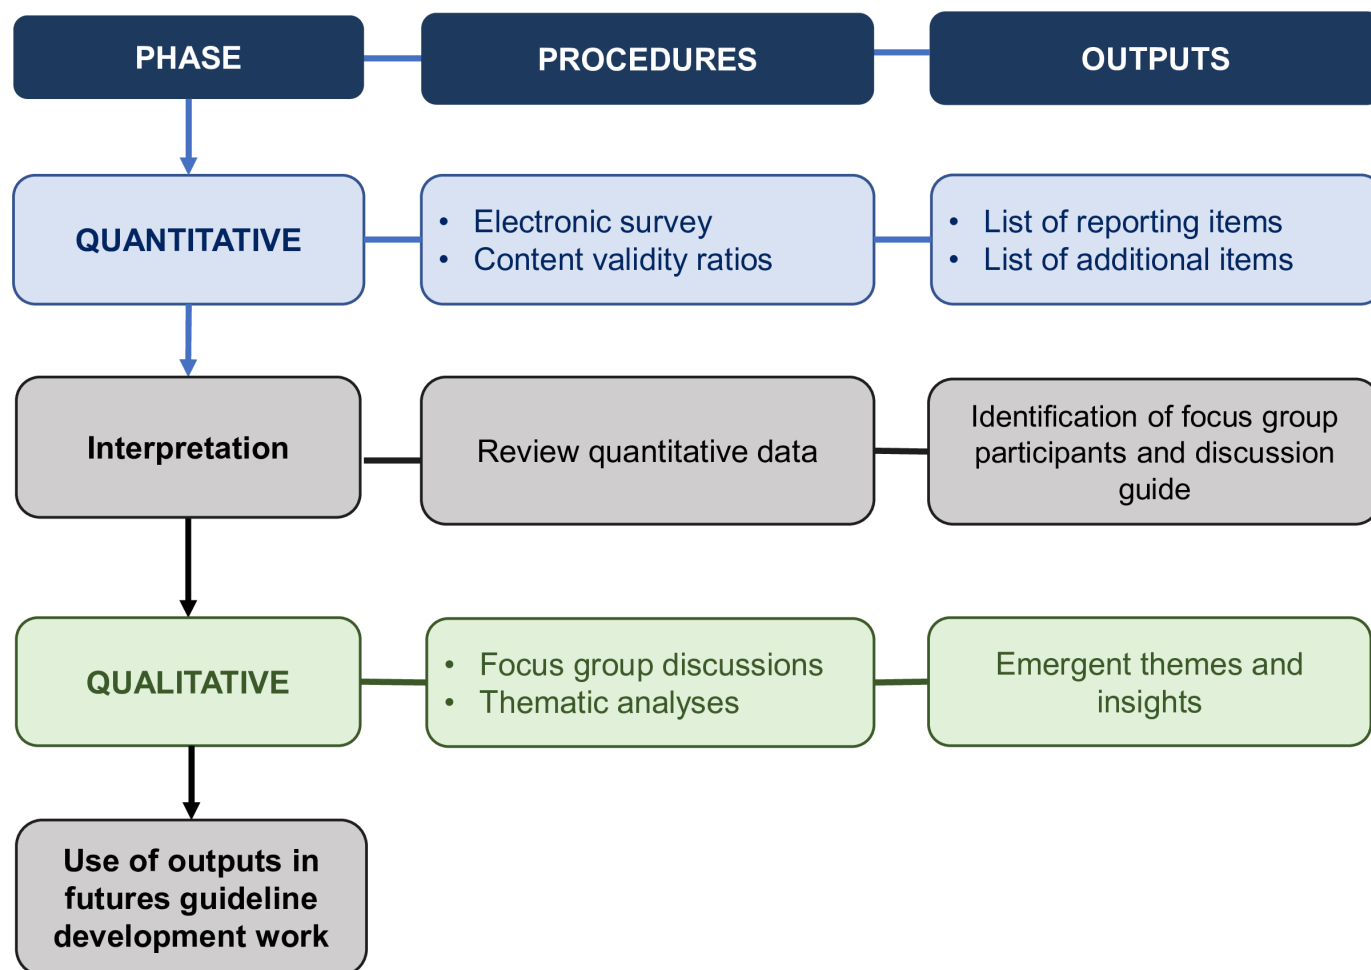 PHASE
PROCEDURES
OUTPUTS
QUANTITATIVE
• Electronic survey
• Content validity ratios
• List of reporting items
• List of additional items
Interpretation
Review quantitative data
Identification of focus group
participants and discussion
guide
QUALITATIVE
• Focus group discussions
• Thematic analyses
Emergent themes and
insights
Use of outputs in
futures guideline
development work